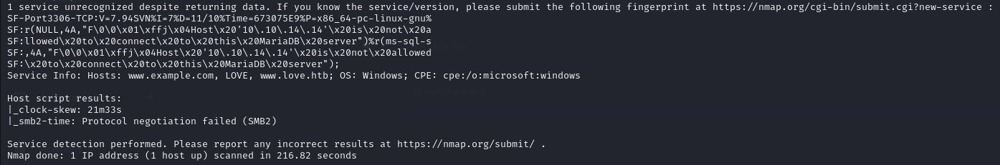 1 service unrecognized despite returning data. If you know the service/version, please submit the following fingerprint at https://nmap.org/cgi-bin/submit.cgi?new-service :
SF-Port3306-TCP:V=7.94SVN%I=7%D=11/10%Time=673075E9%P=x86_64-pc-linux-gnu%
SF:r(NULL,4A,"F\0\0\x01\xffj\x04Host\x20'10\.10\.14\.14'\x20is\x20not\x20a
SF:llowed\x20to\x20connect\x20to\x20this\x20MariaDB\x20server")%r(ms-sql-s
SF:,4A,"F\0\0\x01\xffj\x04Host\x20'10\.10\.14\.14'\x20is\x20not\x20allowed
SF:\x20to\x20connect\x20to\x20this\x20MariaDB\x20server");
Service Info: Hosts: www.example.com, LOVE, www.love.htb; OS: Windows; CPE: cpe:/o:microsoft:windows
Host script results:
|_clock-skew: 21m33s
|_smb2-time: Protocol negotiation failed (SMB2)
Service detection performed. Please report any incorrect results at https://nmap.org/submit/ .
Nmap done: 1 IP address (1 host up) scanned in 216.82 seconds